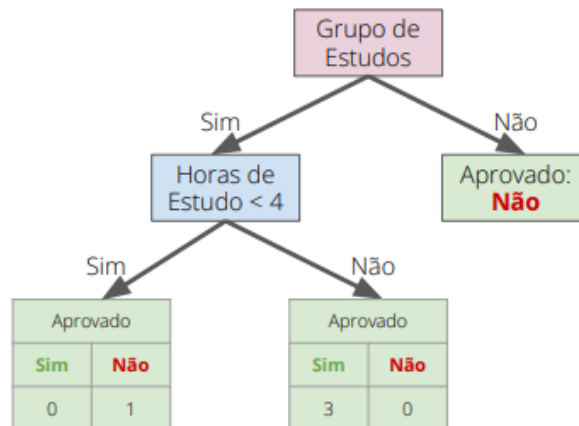 Grupo de
Estudos
Sim
Não
Horas de
Estudo < 4
Aprovado:
Não
Sim
Não
Aprovado
Sim Não
0 1
Aprovado
Sim Não
3 0